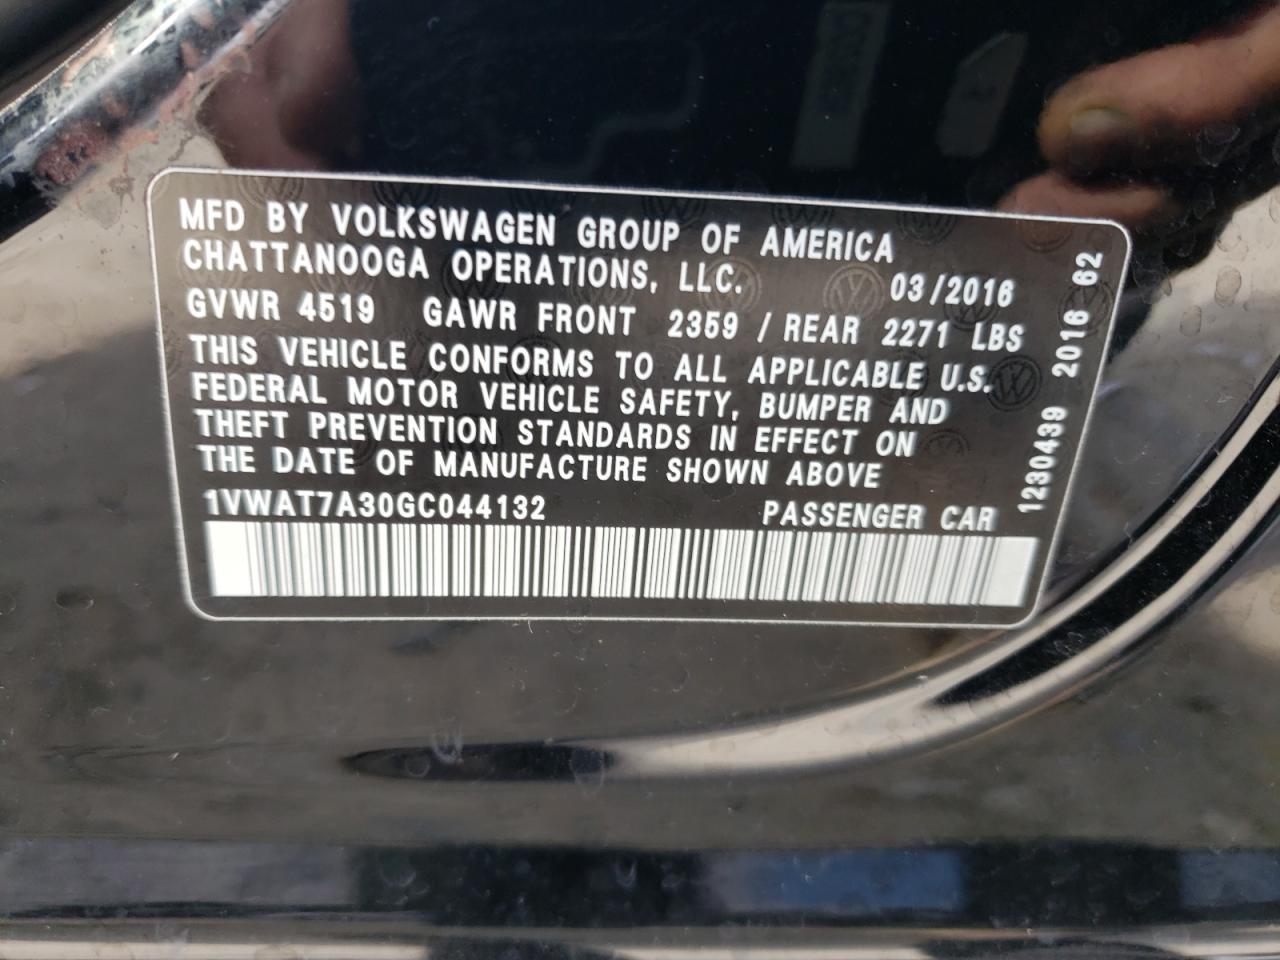 MFD BY VOLKSWAGEN GROUP OF AMERICA
CHATTANOOGA OPERATIONS, LLC. 03/2016
GVWR 4519 GAWR FRONT 2359 / REAR 2271 LBS
THIS VEHICLE CONFORMS TO ALL APPLICABLE U.S.
FEDERAL MOTOR VEHICLE SAFETY, BUMPER AND
THEFT PREVENTION STANDARDS IN EFFECT ON
THE DATE OF MANUFACTURE SHOWN ABOVE
1VWAT7A30GC044132 PASSENGER CAR
1230439 2016 62